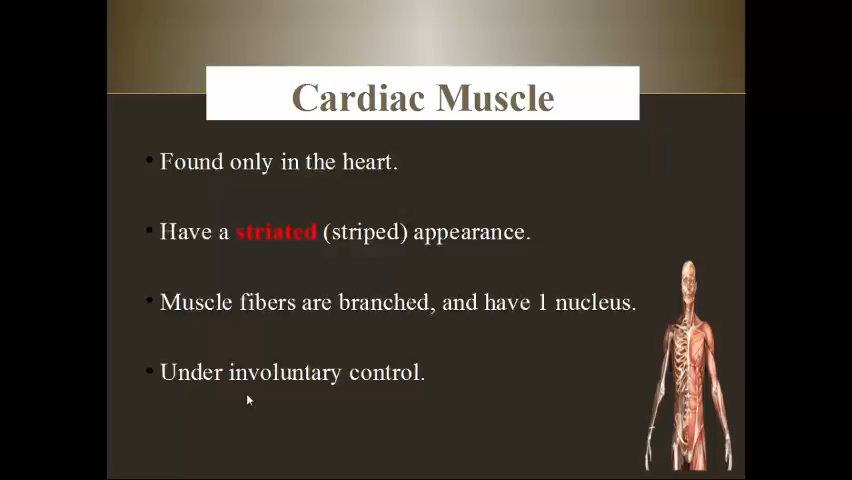 Cardiac Muscle
• Found only in the heart.
• Have a striated (striped) appearance.
• Muscle fibers are branched, and have 1 nucleus.
• Under involuntary control.